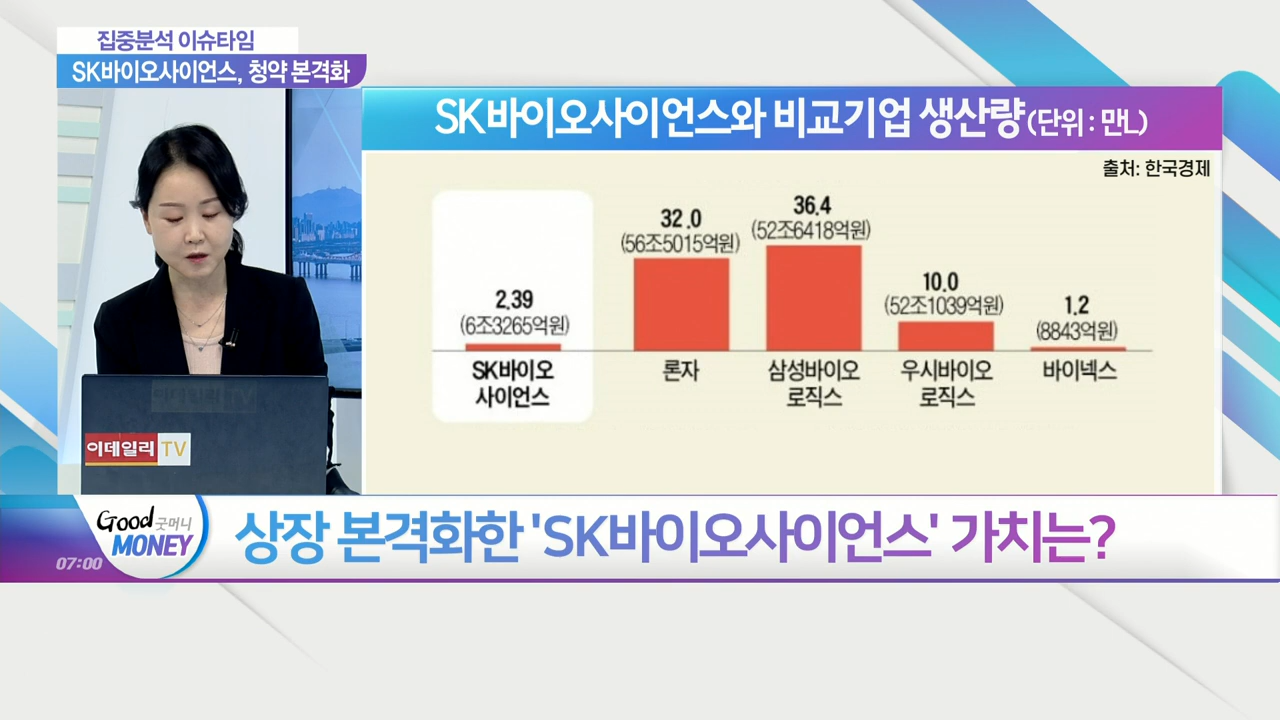 집중분석 이슈타임
SK바이오사이언스, 청약 본격화
SK바이오사이언스와 비교기업 생산량(단위 : 만L)
출처: 한국경제
2.39
(6조3265억원)
SK바이오
사이언스
32.0
(56조5015억원)
론자
36.4
(52조6418억원)
삼성바이오
로직스
10.0
(52조1039억원)
우시바이오
로직스
1.2
(8843억원)
바이넥스
이데일리 TV
이데일리 TV
Good 굿머니
MONEY
07:00
상장 본격화한 'SK바이오사이언스' 가치는?